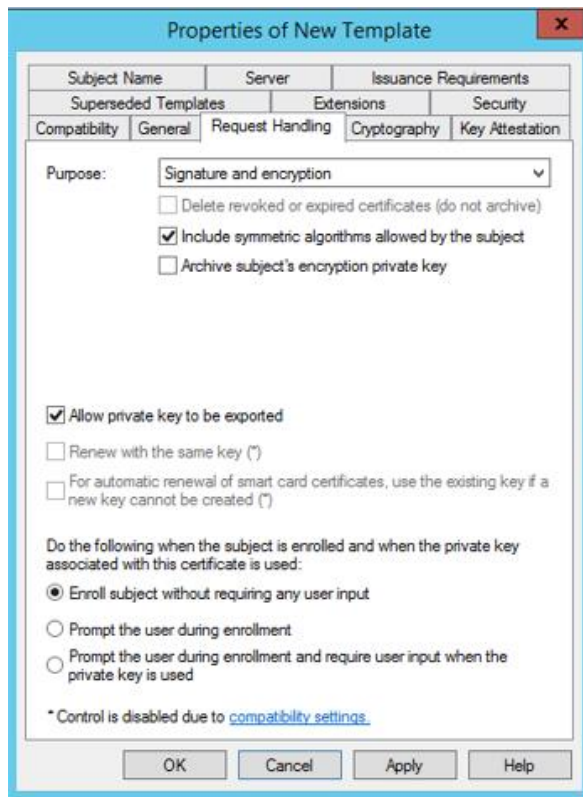 Properties of New Template
x
Subject Name Server Issuance Requirements
Superseded Templates Extensions Security
Compatibility General Request Handling Cryptography Key Attestation
Purpose: Signature and encryption
Delete revoked or expired certificates (do not archive)
Include symmetric algorithms allowed by the subject
Archive subject's encryption private key
Allow private key to be exported
Renew with the same key (*)
For automatic renewal of smart card certificates, use the existing key if a
new key cannot be created (*)
Do the following when the subject is enrolled and when the private key
associated with this certificate is used:
Enroll subject without requiring any user input
Prompt the user during enrollment
Prompt the user during enrollment and require user input when the
private key is used
* Control is disabled due to compatibility settings.
OK Cancel Apply Help